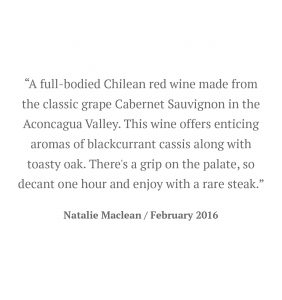 “A full-bodied Chilean red wine made from
the classic grape Cabernet Sauvignon in the
Aconcagua Valley. This wine offers enticing
aromas of blackcurrant cassis along with
toasty oak. There's a grip on the palate, so
decant one hour and enjoy with a rare steak.”
Natalie Maclean / February 2016